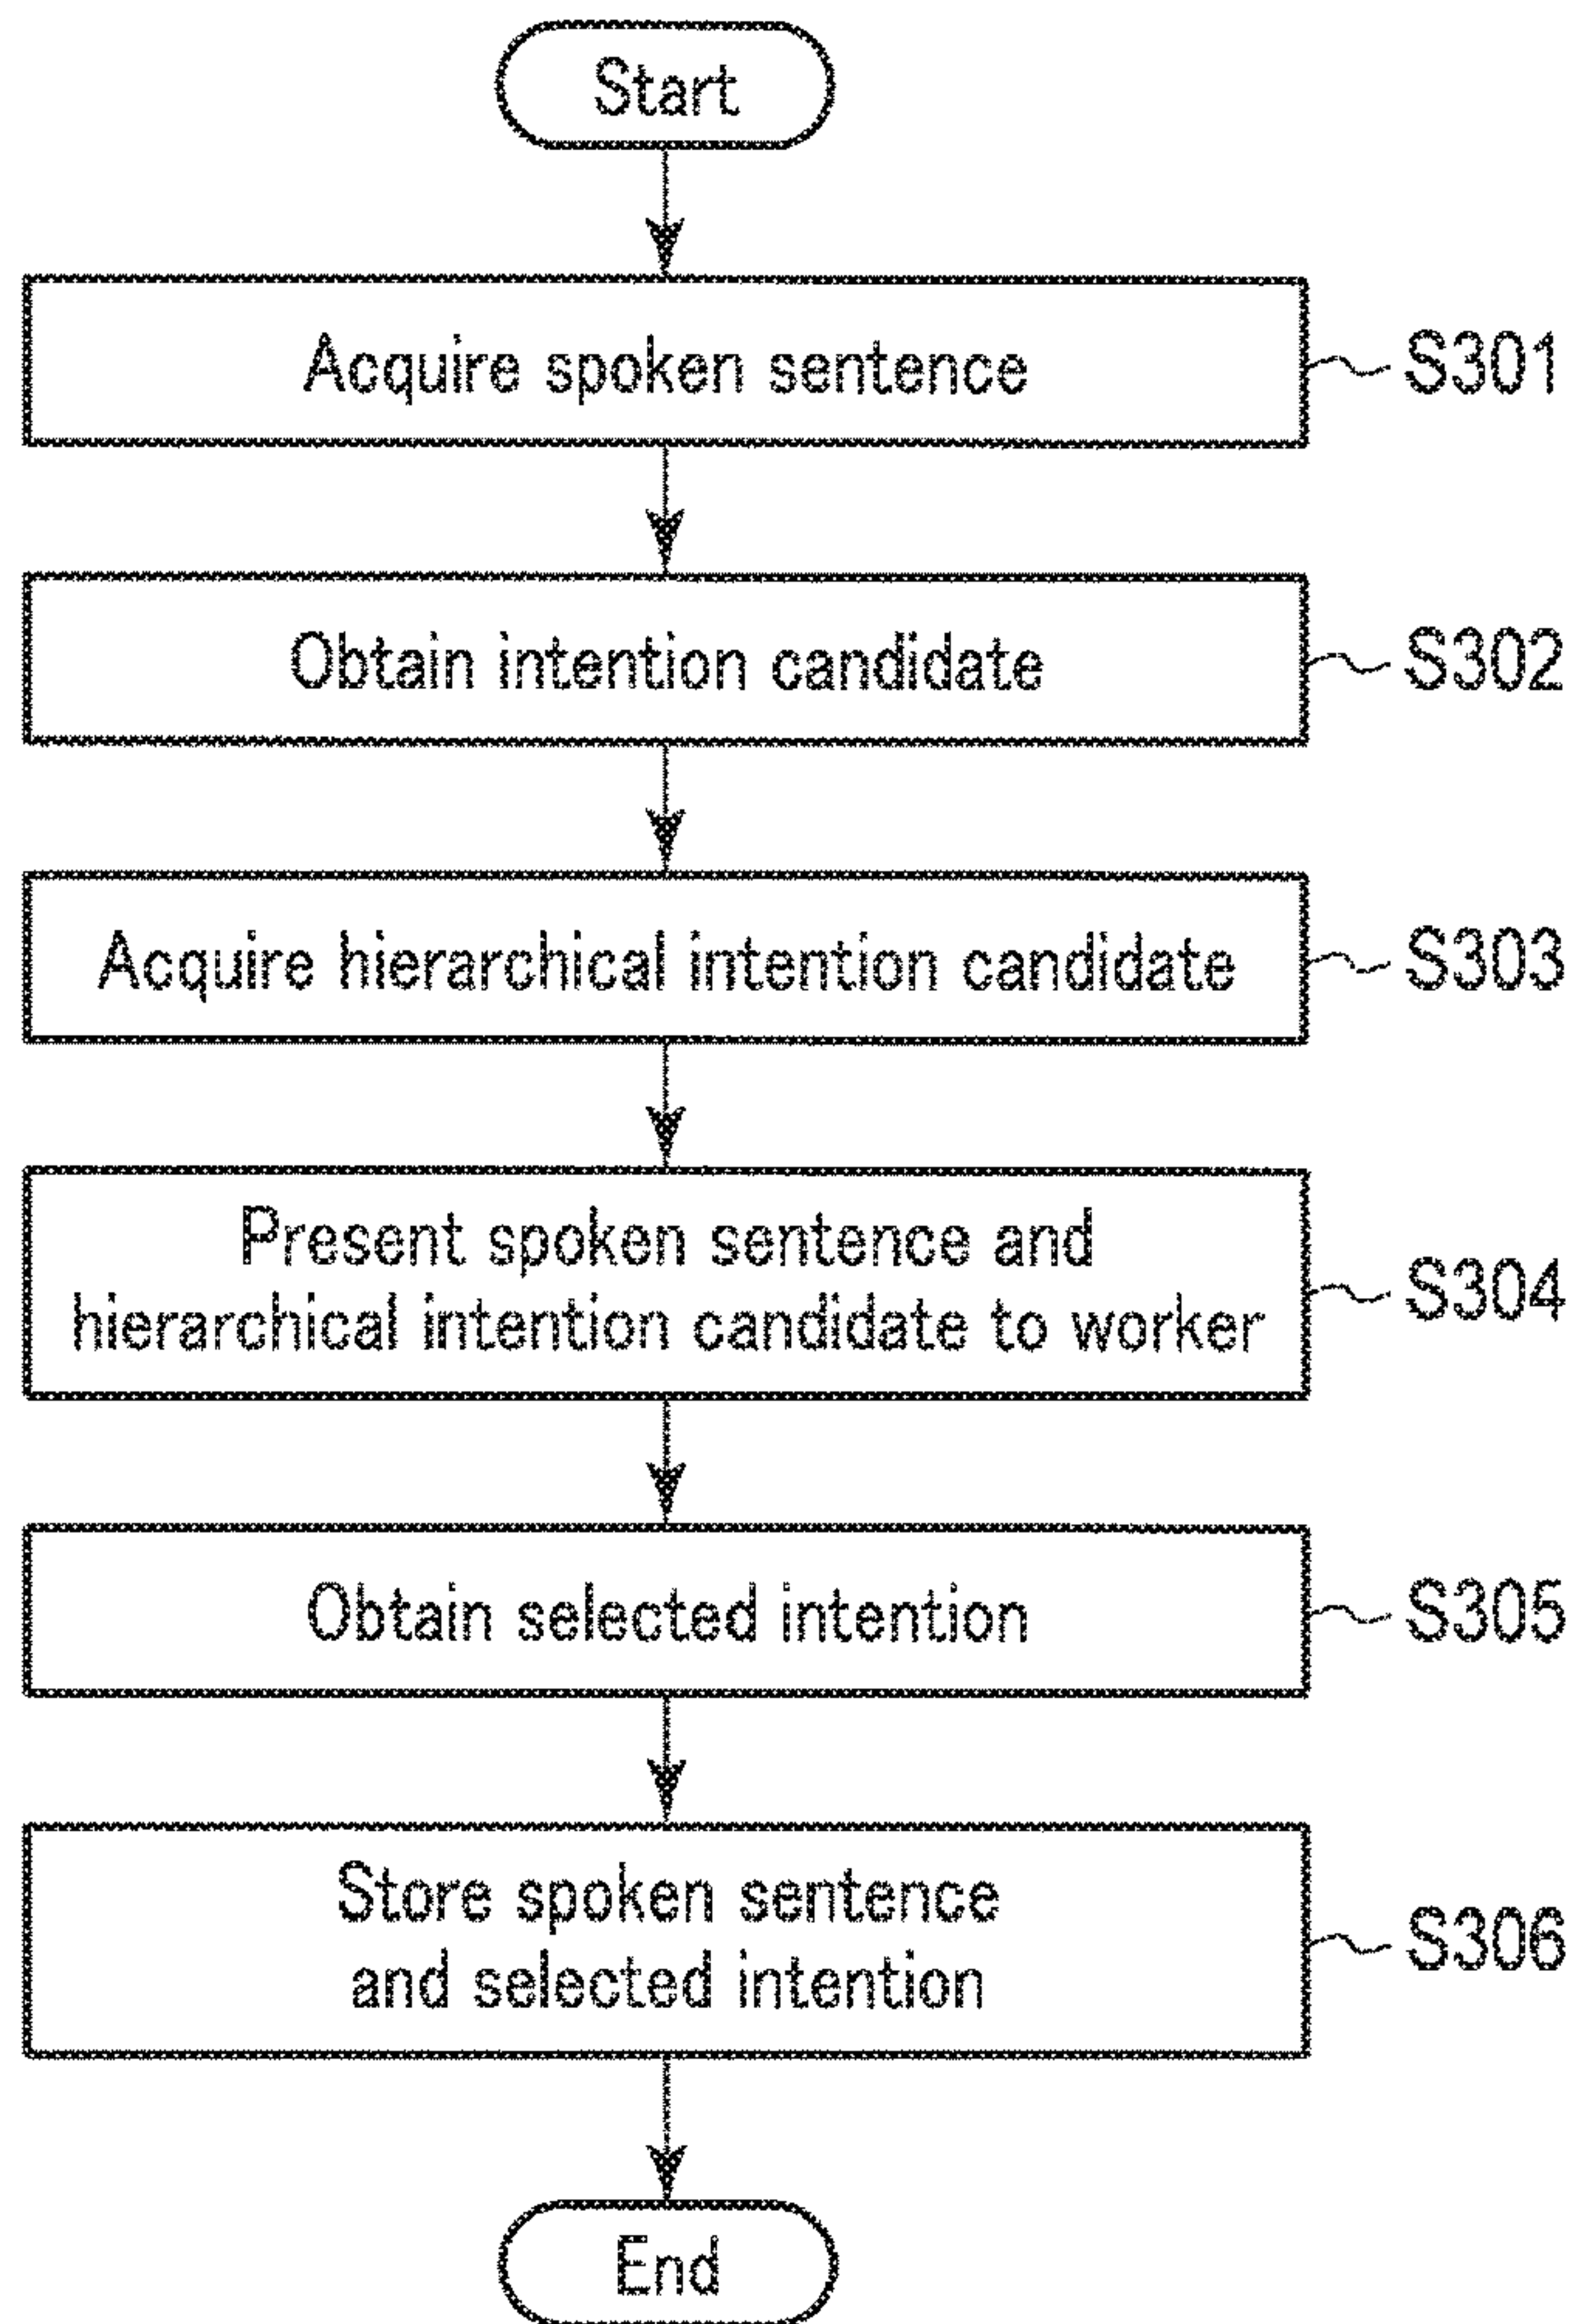 Start
Acquire spoken sentence
S301
Obtain intention candidate
S302
Acquire hierarchical intention candidate
S303
Present spoken sentence and
hierarchical intention candidate to worker
S304
Obtain selected intention
S305
Store spoken sentence
and selected intention
S306
End